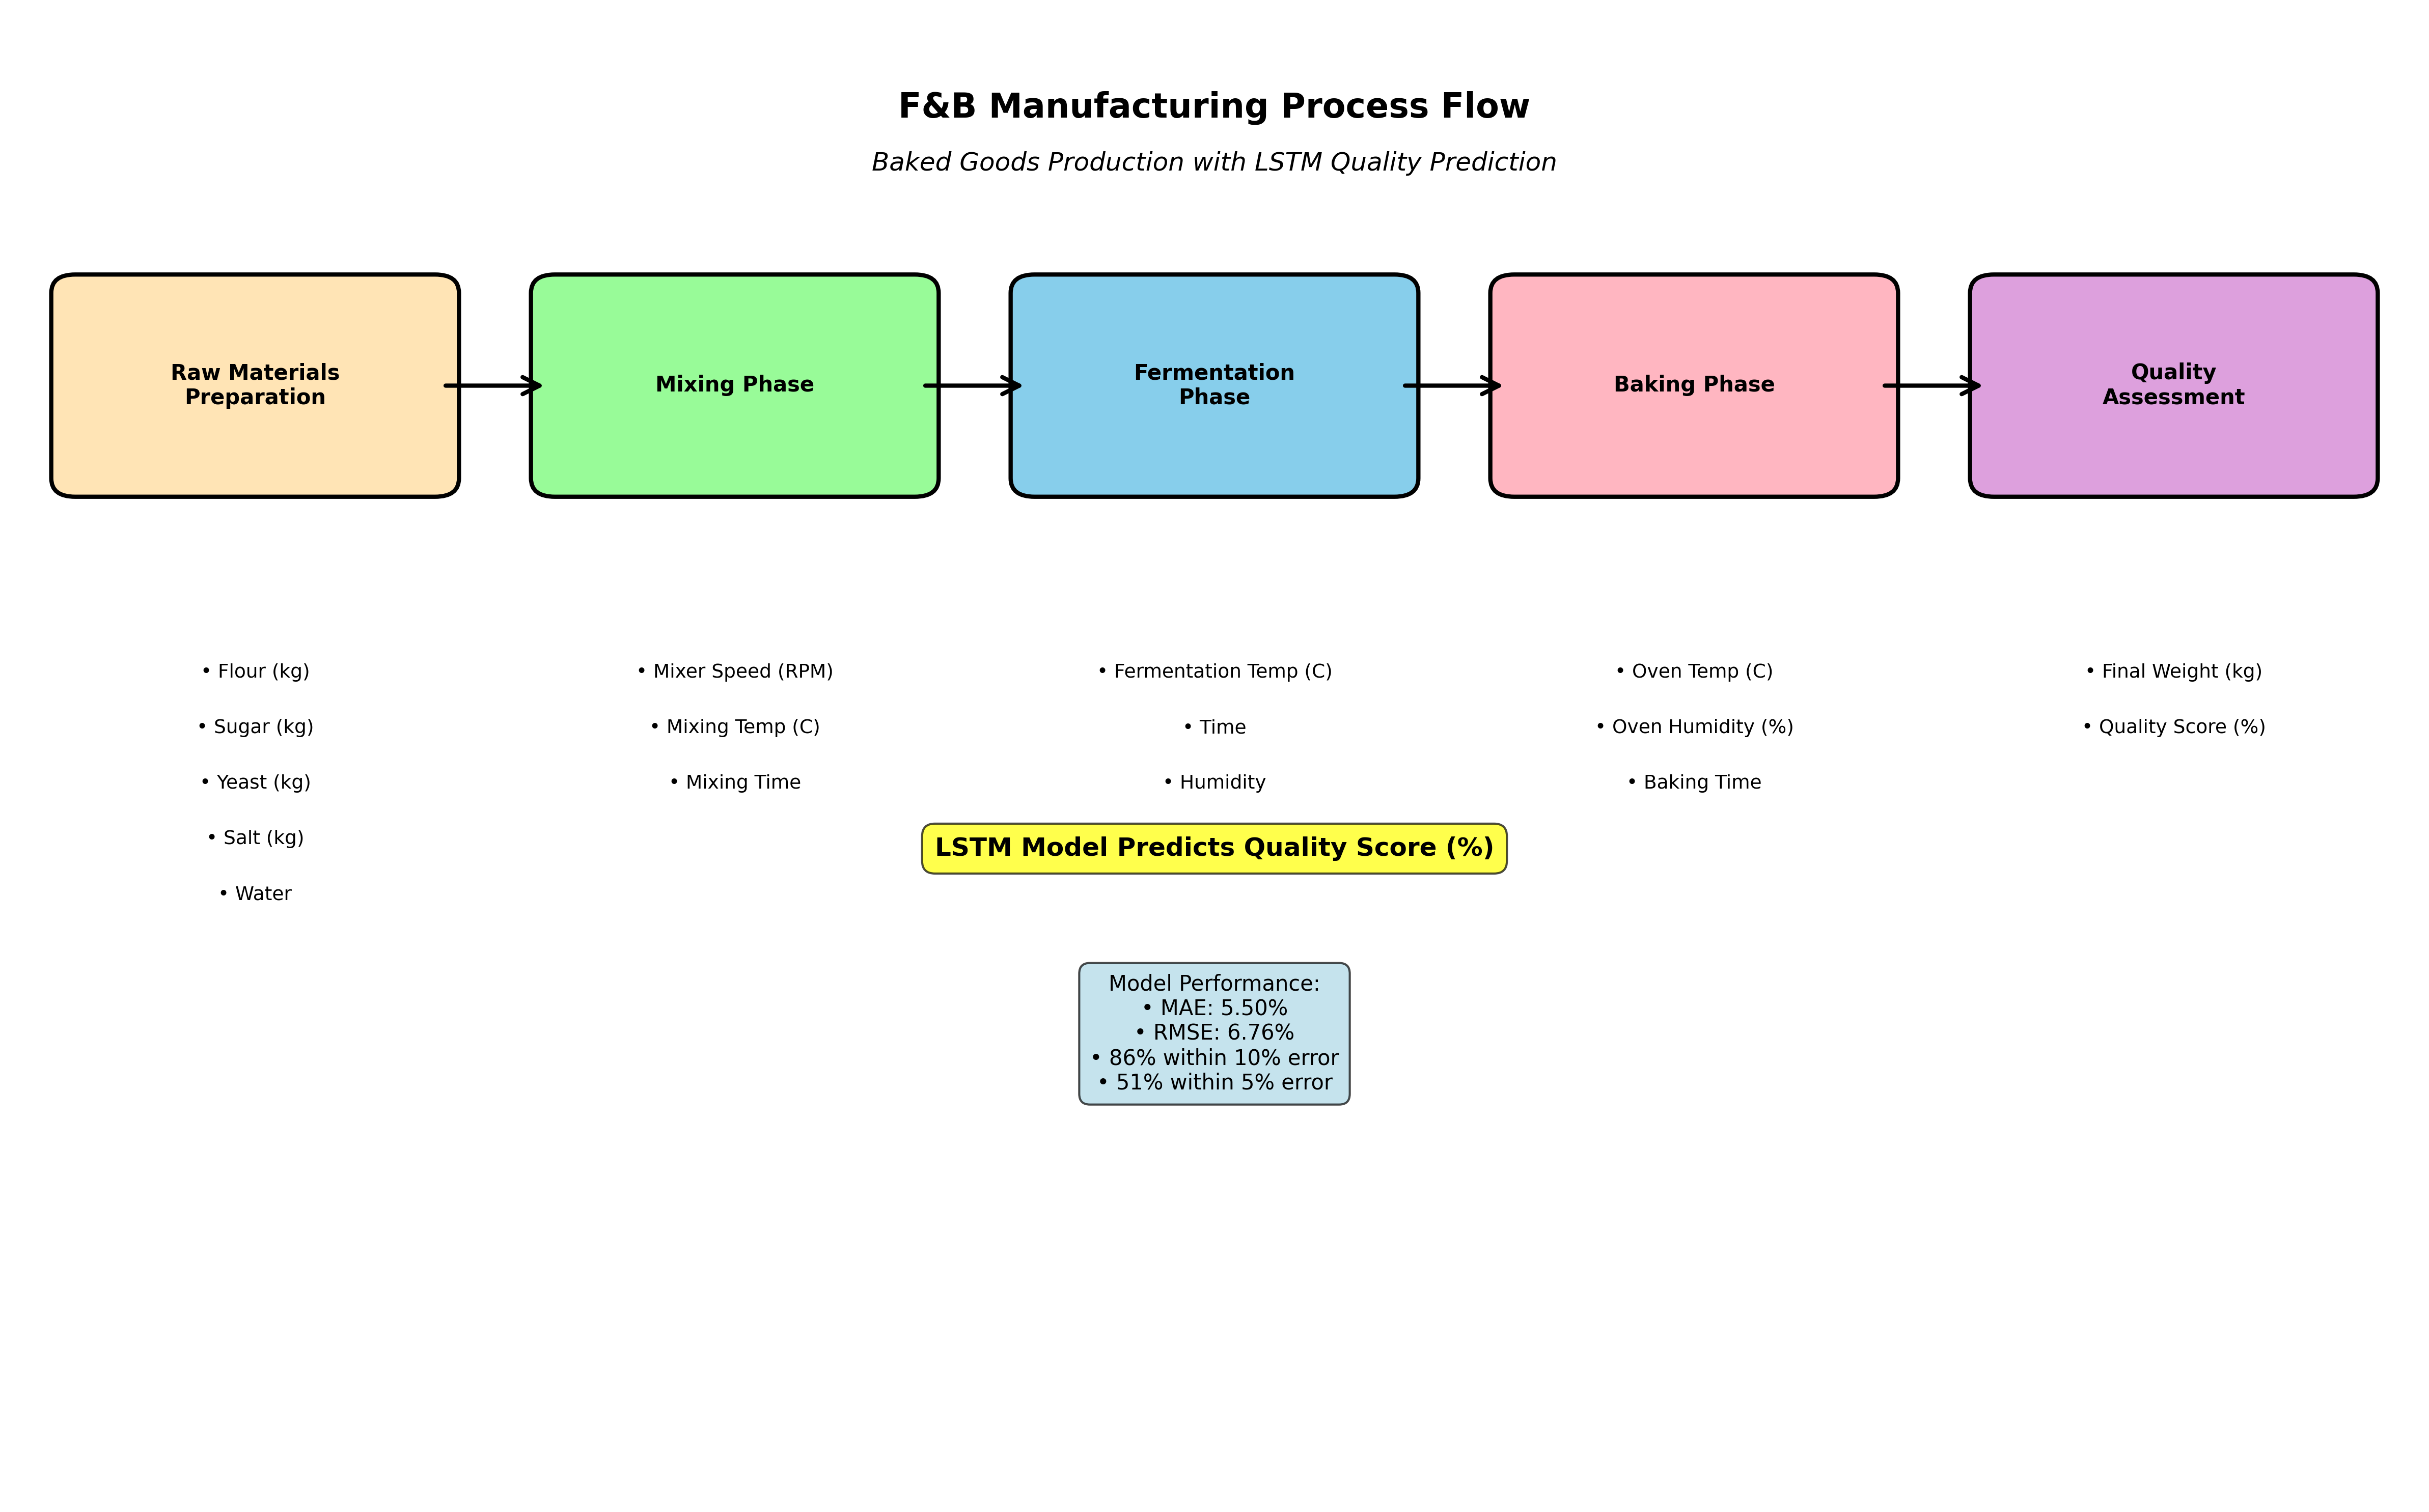 F&B Manufacturing Process Flow
Baked Goods Production with LSTM Quality Prediction
Raw Materials
Preparation
Mixing Phase
Fermentation
Phase
Baking Phase
Quality
Assessment
• Flour (kg)
• Sugar (kg)
• Yeast (kg)
• Salt (kg)
• Water
• Mixer Speed (RPM)
• Mixing Temp (C)
• Mixing Time
• Fermentation Temp (C)
• Time
• Humidity
• Oven Temp (C)
• Oven Humidity (%)
• Baking Time
• Final Weight (kg)
• Quality Score (%)
LSTM Model Predicts Quality Score (%)
Model Performance:
• MAE: 5.50%
• RMSE: 6.76%
• 86% within 10% error
• 51% within 5% error